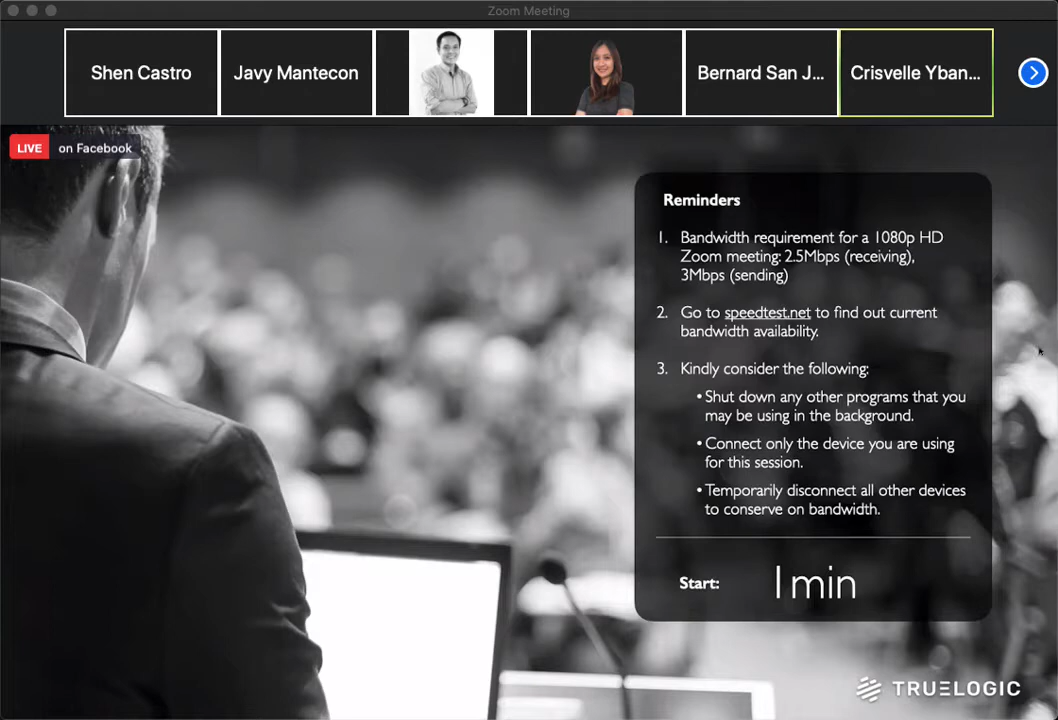 Zoom Meeting
Shen Castro
Javy Mantecon
Bernard San J...
Crisvelle Yban...
LIVE on Facebook
Reminders
1. Bandwidth requirement for a 1080p HD
Zoom meeting: 2.5Mbps (receiving),
3Mbps (sending)
2. Go to speedtest.net to find out current
bandwidth availability.
3. Kindly consider the following:
• Shut down any other programs that you
may be using in the background.
• Connect only the device you are using
for this session.
• Temporarily disconnect all other devices
to conserve on bandwidth.
Start: 1 min
TRUELOGIC